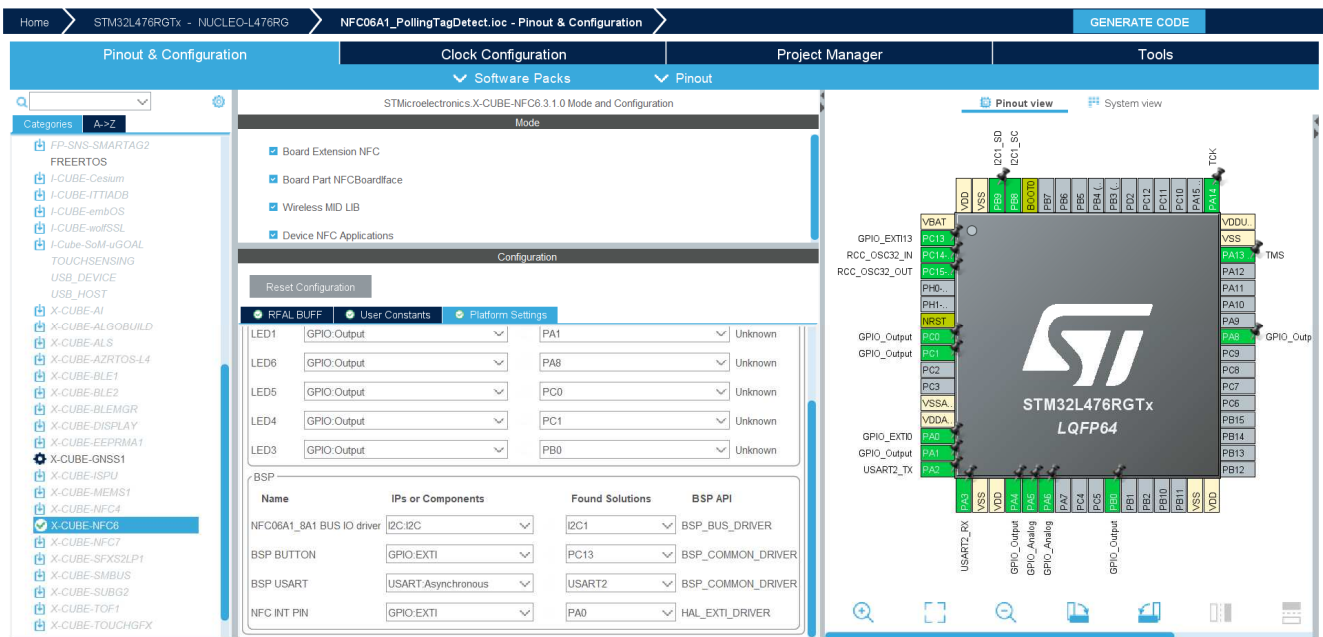 Home STM32L476RGTx - NUCLEO-L476RG NFC06A1_PollingTagDetect.ioc - Pinout & Configuration GENERATE CODE
Pinout & Configuration Clock Configuration Project Manager Tools
Software Packs Pinout
STMicroelectronics.X-CUBE-NFC6.3.1.0 Mode and Configuration
Categories A->Z
FP-SNS-SMARTAG2
FREERTOS
I-CUBE-Cesium
I-CUBE-ITTIADB
I-CUBE-embOS
I-CUBE-wolfSSL
I-Cube-SoM-uGOAL
TOUCHSENSING
USB_DEVICE
USB_HOST
X-CUBE-AI
X-CUBE-ALGOBUILD
X-CUBE-ALS
X-CUBE-AZRTOS-L4
X-CUBE-BLE1
X-CUBE-BLE2
X-CUBE-BLEMGR
X-CUBE-DISPLAY
X-CUBE-EEPRMA1
X-CUBE-GNSS1
X-CUBE-ISPU
X-CUBE-MEMS1
X-CUBE-NFC4
X-CUBE-NFC6
X-CUBE-NFC7
X-CUBE-SFXS2LP1
X-CUBE-SMBUS
X-CUBE-SUBG2
X-CUBE-TOF1
X-CUBE-TOUCHGFX
Mode
Board Extension NFC
Board Part NFCBoardIface
Wireless MID LIB
Device NFC Applications
Configuration
Reset Configuration
RFAL BUFF User Constants Platform Settings
LED1 GPIO:Output PA1 Unknown
LED6 GPIO:Output PA8 Unknown
LED5 GPIO:Output PC0 Unknown
LED4 GPIO:Output PC1 Unknown
LED3 GPIO:Output PB0 Unknown
BSP
Name IPs or Components Found Solutions BSP API
NFC06A1_8A1 BUS IO driver I2C:I2C I2C1 BSP_BUS_DRIVER
BSP BUTTON GPIO:EXTI PC13 BSP_COMMON_DRIVER
BSP USART USART:Asynchronous USART2 BSP_COMMON_DRIVER
NFC INT PIN GPIO:EXTI PA0 HAL_EXTI_DRIVER
Pinout view System view
I2C1_SD
I2C1_SC
TCK
VDD
VSS
PB9
PB8
BOOT0
PB7
PB6
PB5
PB4 (..
PB3 (..
PD2
PC12
PC11
PC10
PA15..
PA14..
VBAT
GPIO_EXTI13 PC13..
RCC_OSC32_IN PC14-..
RCC_OSC32_OUT PC15-..
PH0-..
PH1-..
NRST
GPIO_Output PC0
GPIO_Output PC1
PC2
PC3
VSSA..
VDDA..
GPIO_EXTI0 PA0
GPIO_Output PA1
USART2_TX PA2
STM32L476RGTx
LQFP64
VDDU..
VSS
PA13.. TMS
PA12
PA11
PA10
PA9
PA8 GPIO_Outp
PC9
PC8
PC7
PC6
PB15
PB14
PB13
PB12
PA3
VSS
VDD
PA4
PA5
PA6
PA7
PC4
PC5
PB0
PB1
PB2
PB10
PB11
VSS
VDD
USART2_RX
GPIO_Output
GPIO_Analog
GPIO_Analog
GPIO_Output